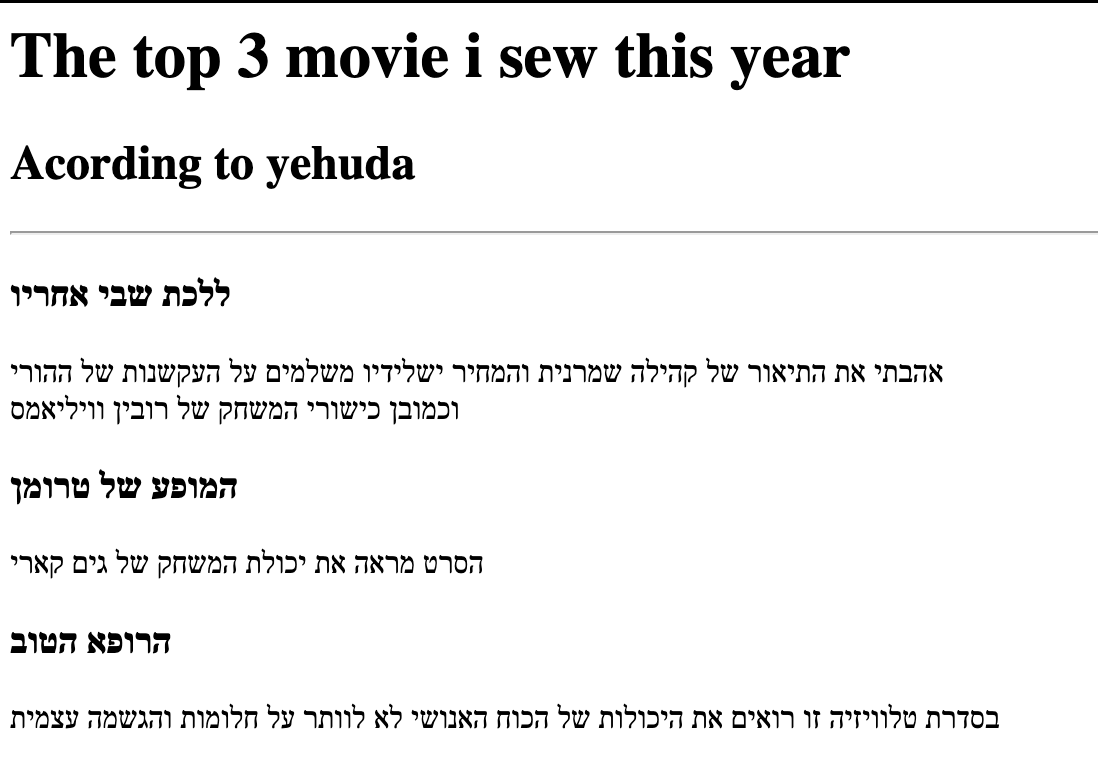 The top 3 movie i sew this year
Acording to yehuda
ללכת שבי אחריו
אהבתי את התיאור של קהילה שמרנית והמחיר ישלידיו משלמים על העקשנות של ההורי
וכמובן כישורי המשחק של רובין וויליאמס
המופע של טרומן
הסרט מראה את יכולת המשחק של גים קארי
הרופא הטוב
בסדרת טלוויזיה זו רואים את היכולות של הכוח האנושי לא לוותר על חלומות והגשמה עצמית